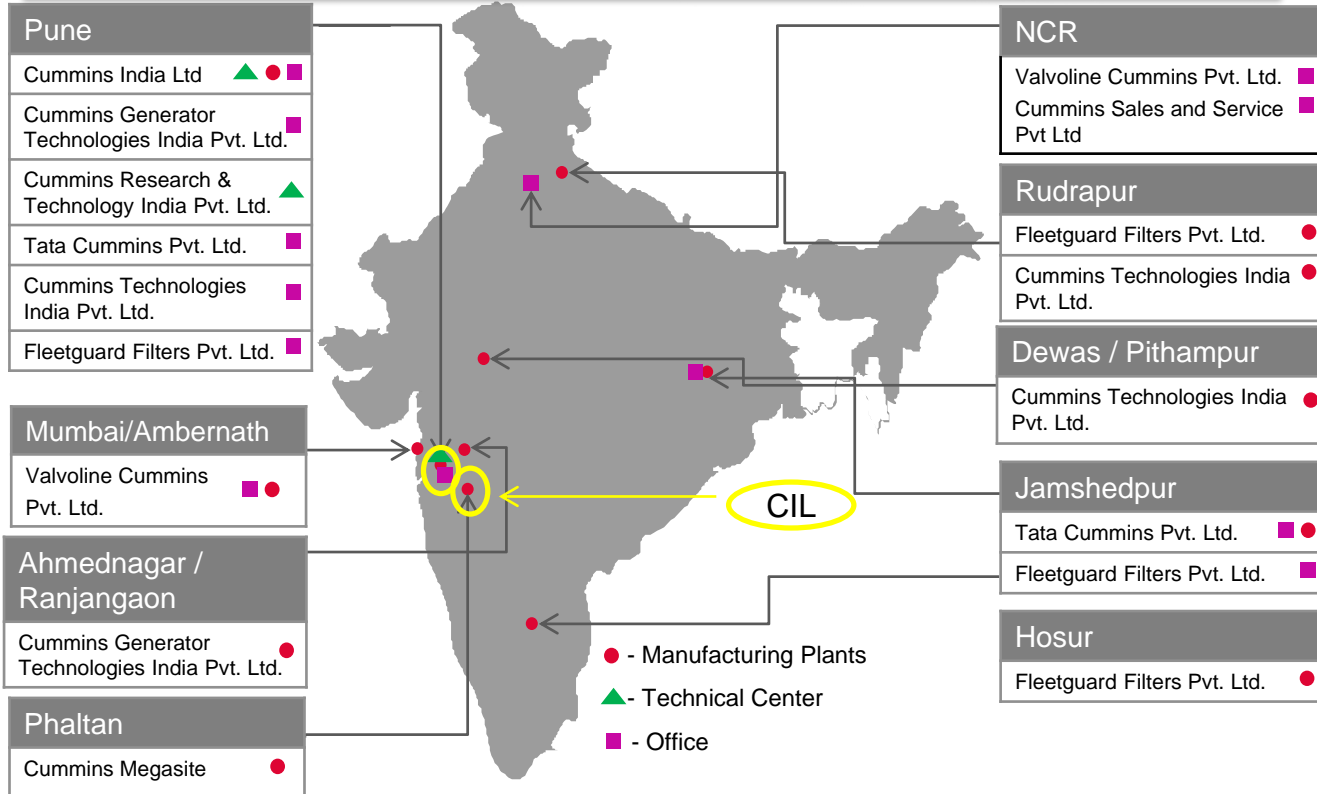 Pune
Cummins India Ltd
Cummins Generator
Technologies India Pvt. Ltd.
Cummins Research &
Technology India Pvt. Ltd.
Tata Cummins Pvt. Ltd.
Cummins Technologies
India Pvt. Ltd.
Fleetguard Filters Pvt. Ltd.
Mumbai/Ambernath
Valvoline Cummins
Pvt. Ltd.
Ahmednagar /
Ranjangaon
Cummins Generator
Technologies India Pvt. Ltd.
Phaltan
Cummins Megasite
CIL
- Manufacturing Plants
- Technical Center
- Office
NCR
Valvoline Cummins Pvt. Ltd.
Cummins Sales and Service
Pvt Ltd
Rudrapur
Fleetguard Filters Pvt. Ltd.
Cummins Technologies India
Pvt. Ltd.
Dewas / Pithampur
Cummins Technologies India
Pvt. Ltd.
Jamshedpur
Tata Cummins Pvt. Ltd.
Fleetguard Filters Pvt. Ltd.
Hosur
Fleetguard Filters Pvt. Ltd.